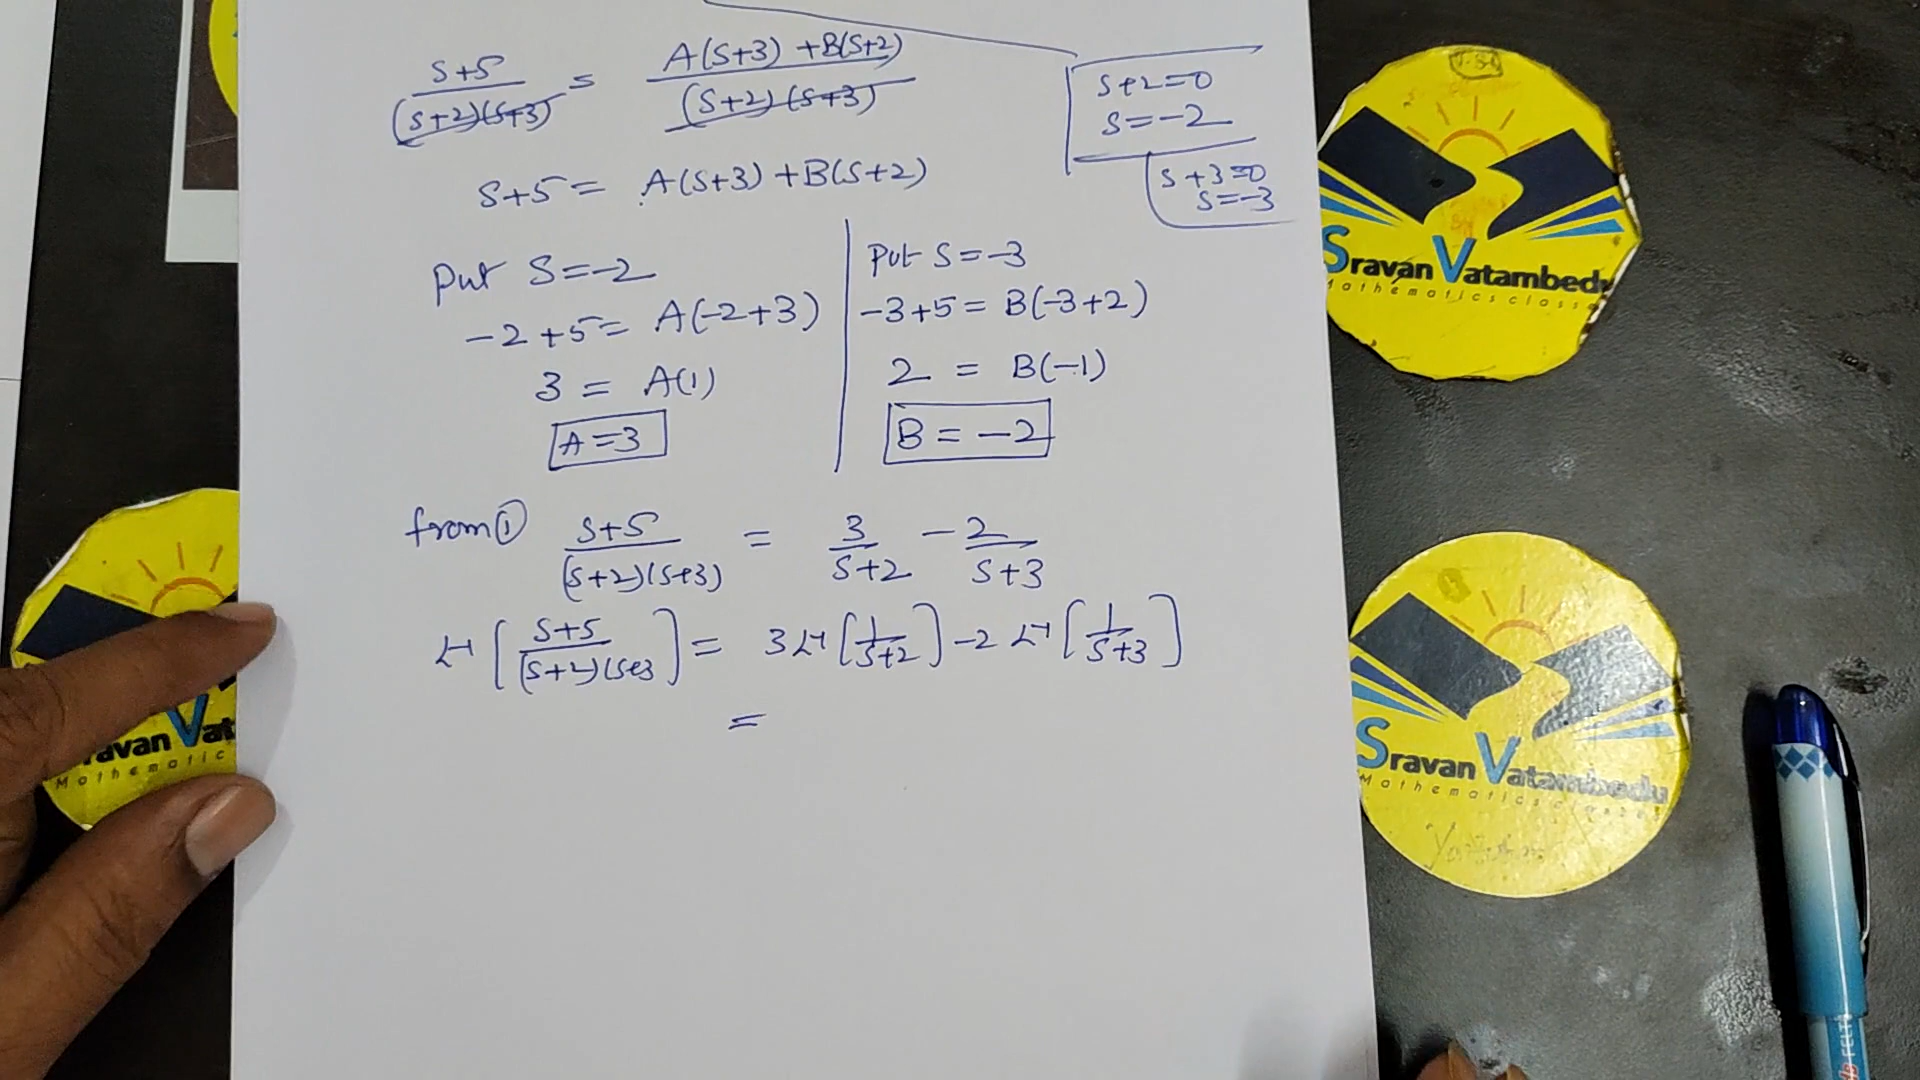 s+5/(s+2)(s+3) = A(s+3)+B(s+2)/(s+2)(s+3)
s+2=0
s=-2
s+3=0
s=-3
s+5 = A(s+3)+B(s+2)
Put s=-2
-2+5 = A(-2+3)
3 = A(1)
A=3
Put s=-3
-3+5 = B(-3+2)
2 = B(-1)
B = -2
from ① s+5/(s+2)(s+3) = 3/s+2 - 2/s+3
L⁻¹[s+5/(s+2)(s+3] = 3L⁻¹[1/s+2] -2 L⁻¹[1/s+3]
=
Sravan Vatambedu
Mathematics classes
Sravan Vatambedu
Mathematics classes
ravan Vat
Mathematic